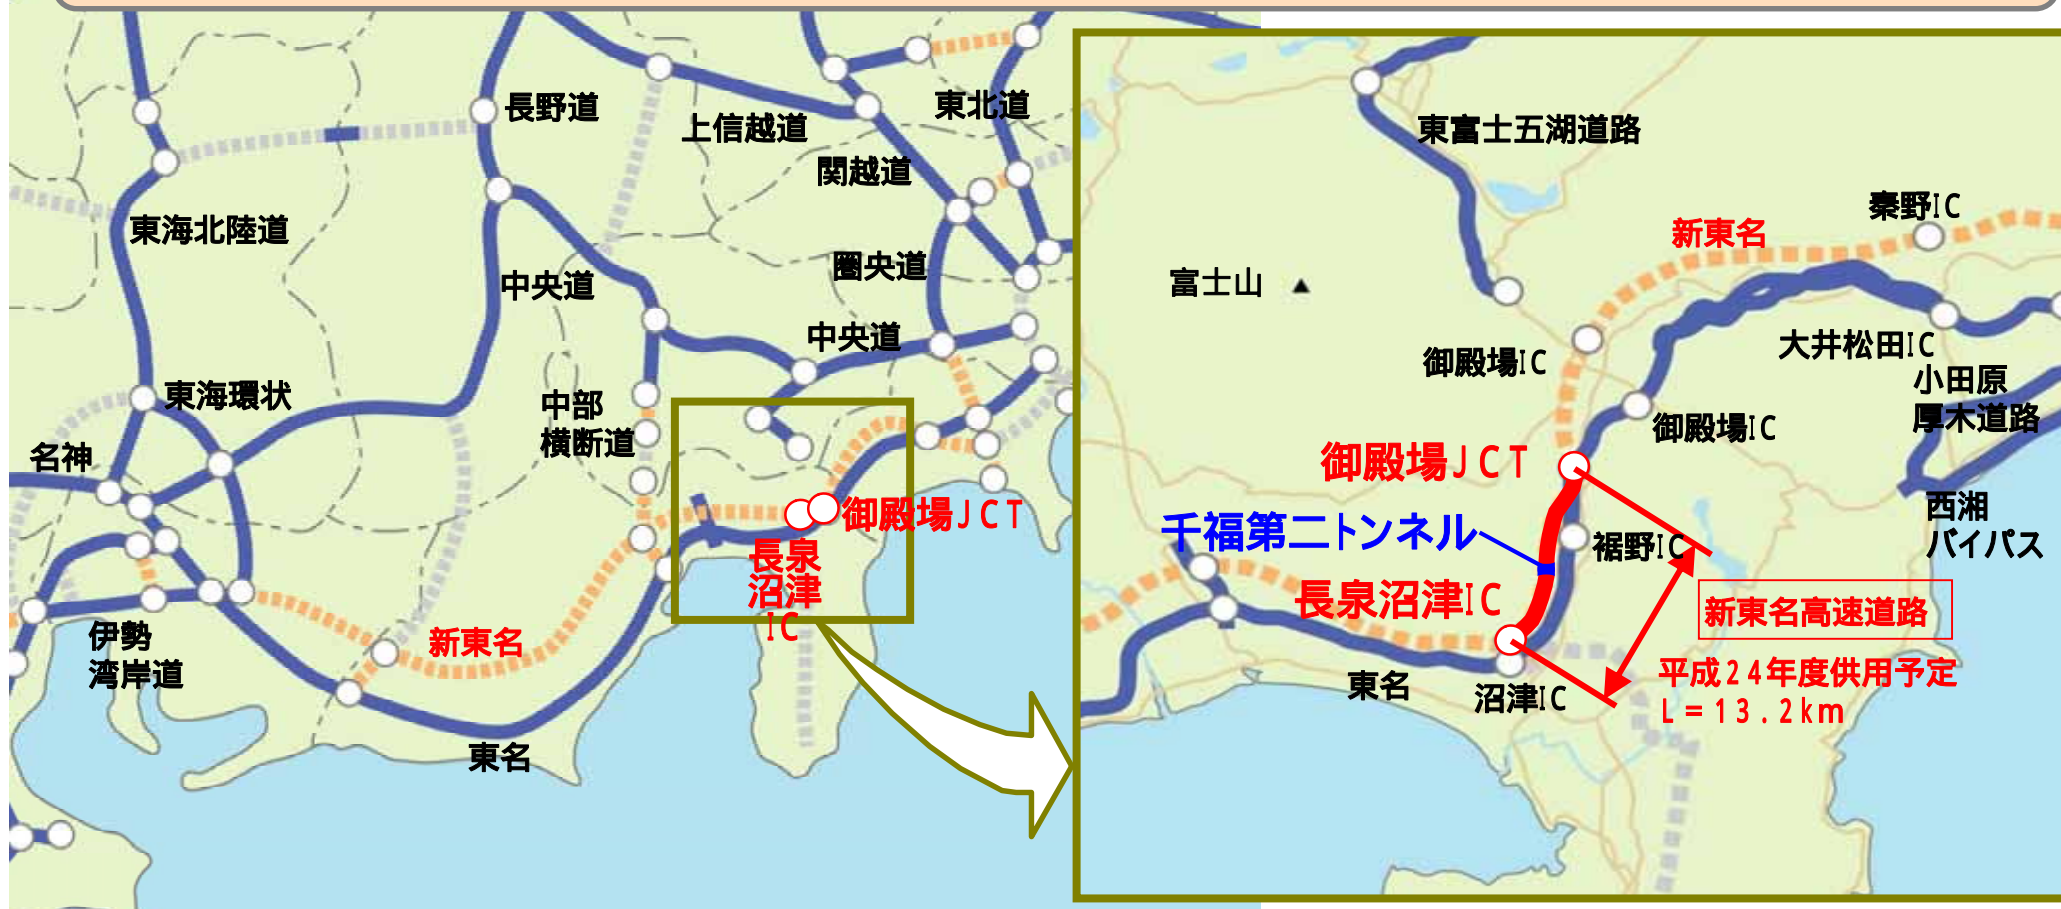 長野道
上信越道
東北道
関越道
東海北陸道
中央道
圏央道
中央道
東海環状
中部
横断道
名神
御殿場JCT
長泉
沼津
IC
伊勢
湾岸道
新東名
東名
東富士五湖道路
秦野IC
新東名
富士山
▲
御殿場IC
大井松田IC
小田原
厚木道路
御殿場IC
御殿場JCT
西湘
バイパス
千福第二トンネル
裾野IC
長泉沼津IC
新東名高速道路
東名
沼津IC
平成24年度供用予定
L=13.2km